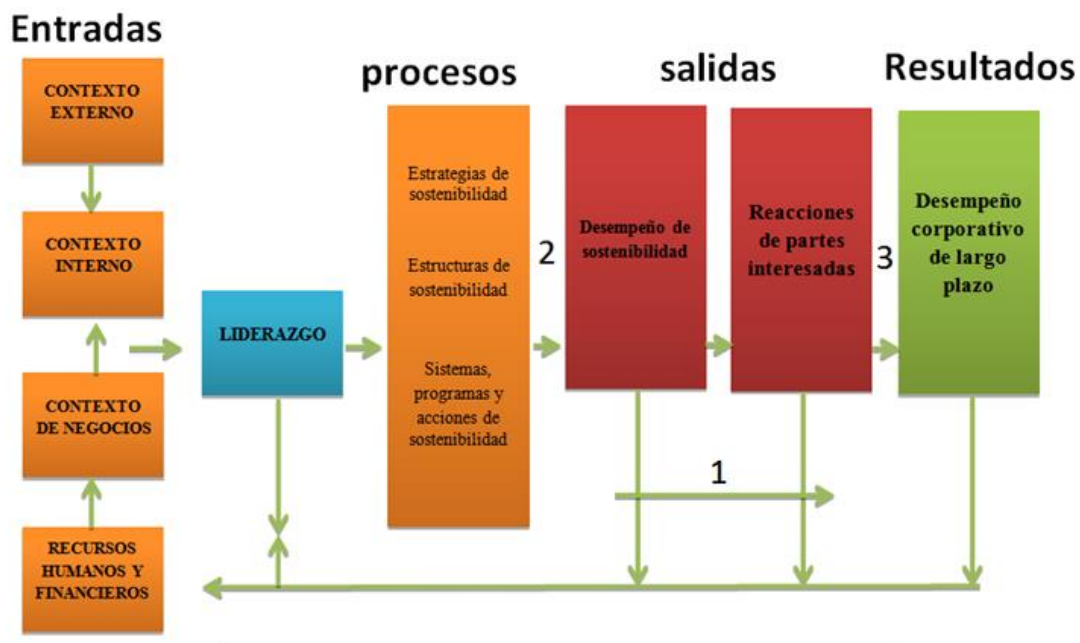 Entradas
CONTEXTO
EXTERNO
CONTEXTO
INTERNO
CONTEXTO
DE NEGOCIOS
RECURSOS
HUMANOS Y
FINANCIEROS
LIDERAZGO
procesos
Estrategias de
sostenibilidad
Estructuras de
sostenibilidad
Sistemas,
programas y
acciones de
sostenibilidad
2
salidas
Desempeño de
sostenibilidad
Reacciones
de partes
interesadas
1
3
Resultados
Desempeño
corporativo
de largo
plazo